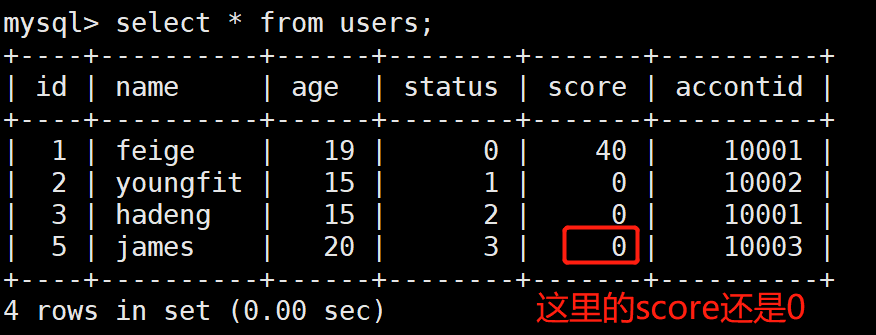 mysql> select * from users;
+----+----------+------+--------+-------+----------+
| id | name     | age  | status | score | accontid |
+----+----------+------+--------+-------+----------+
|  1 | feige    |   19 |      0 |    40 |    10001 |
|  2 | youngfit |   15 |      1 |     0 |    10002 |
|  3 | hadeng   |   15 |      2 |     0 |    10001 |
|  5 | james    |   20 |      3 |     0 |    10003 |
+----+----------+------+--------+-------+----------+
4 rows in set (0.00 sec)
这里的score还是0